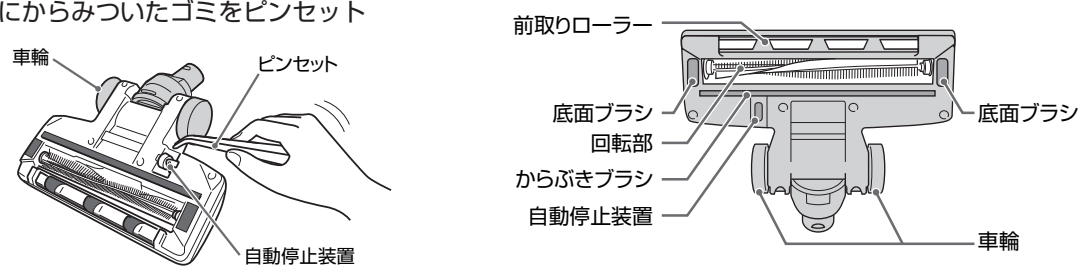 にからみついたゴミをピンセット
車輪
ピンセット
自動停止装置
前取りローラー
底面ブラシ
回転部
からぶきブラシ
自動停止装置
底面ブラシ
車輪